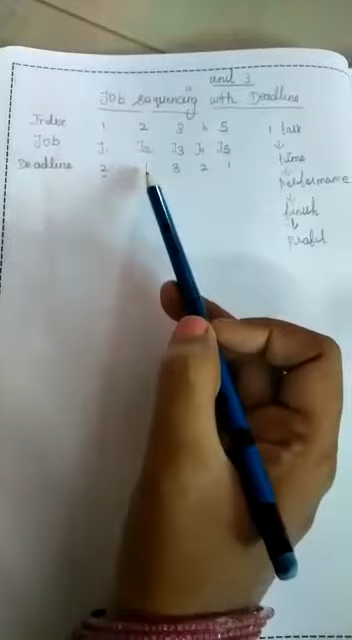 unit 3
Job sequencing with Deadline
Index 1 2 3 4 5
Job J1 J2 J3 J4 J5
Deadline 2 1 3 2 1
1 task
↓
time
↓
performance
↓
finish
↓
profit